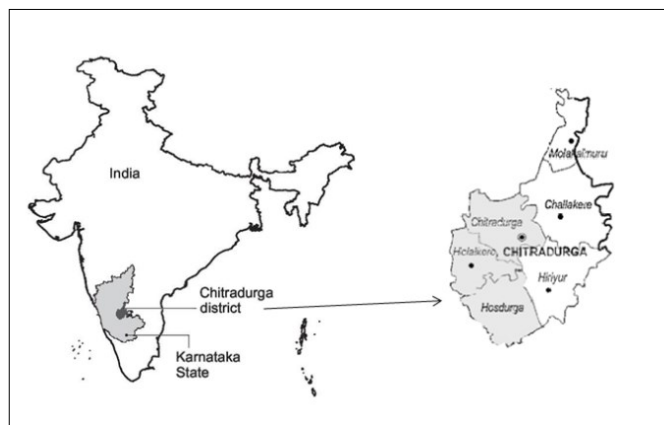 India
Chitradurga
district
Karnataka
State
Molakalmuru
Challakere
Chitradurga
CHITRADURGA
Holalkere
Hiriyur
Hosdurga